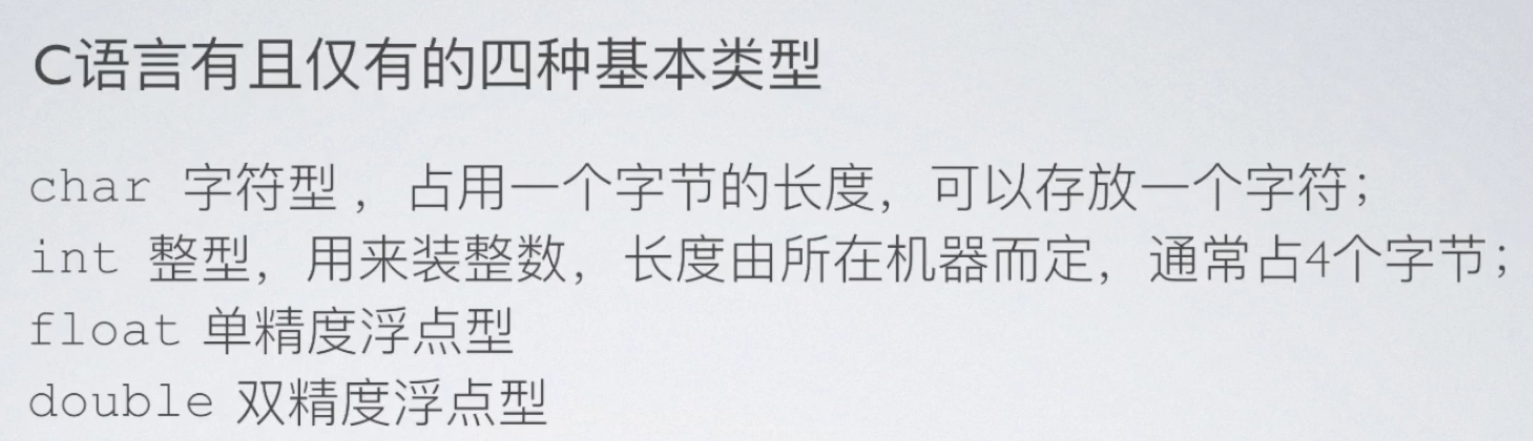 C语言有且仅有的四种基本类型
char 字符型 ，占用一个字节的长度，可以存放一个字符；
int 整型，用来装整数，长度由所在机器而定，通常占4个字节；
float 单精度浮点型
double 双精度浮点型